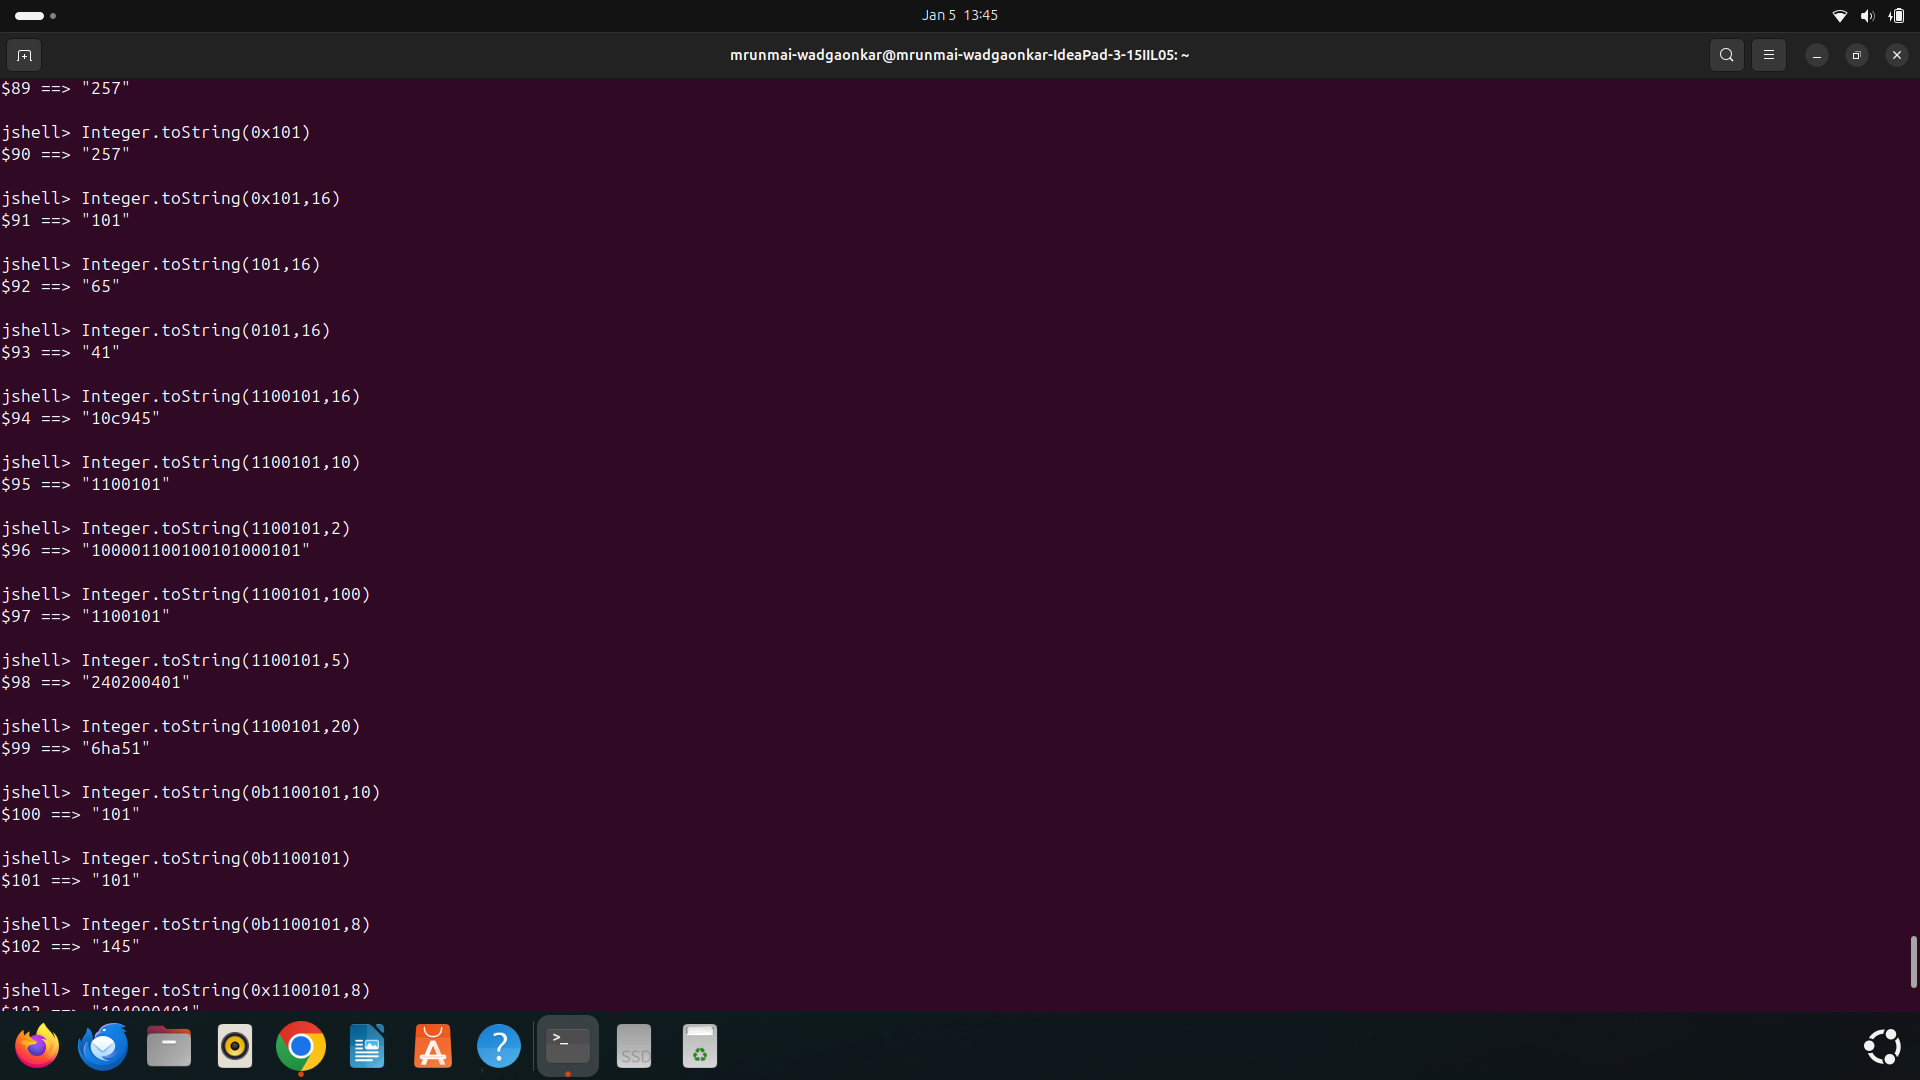 Jan 5 13:45
mrunmai-wadgaonkar@mrunmai-wadgaonkar-IdeaPad-3-15IIL05: ~
$89 ==> "257"
jshell> Integer.toString(0x101)
$90 ==> "257"
jshell> Integer.toString(0x101,16)
$91 ==> "101"
jshell> Integer.toString(101,16)
$92 ==> "65"
jshell> Integer.toString(0101,16)
$93 ==> "41"
jshell> Integer.toString(1100101,16)
$94 ==> "10c945"
jshell> Integer.toString(1100101,10)
$95 ==> "1100101"
jshell> Integer.toString(1100101,2)
$96 ==> "100001100100101000101"
jshell> Integer.toString(1100101,100)
$97 ==> "1100101"
jshell> Integer.toString(1100101,5)
$98 ==> "240200401"
jshell> Integer.toString(1100101,20)
$99 ==> "6ha51"
jshell> Integer.toString(0b1100101,10)
$100 ==> "101"
jshell> Integer.toString(0b1100101)
$101 ==> "101"
jshell> Integer.toString(0b1100101,8)
$102 ==> "145"
jshell> Integer.toString(0x1100101,8)
$103 ==> "104000401"
>_
SSD